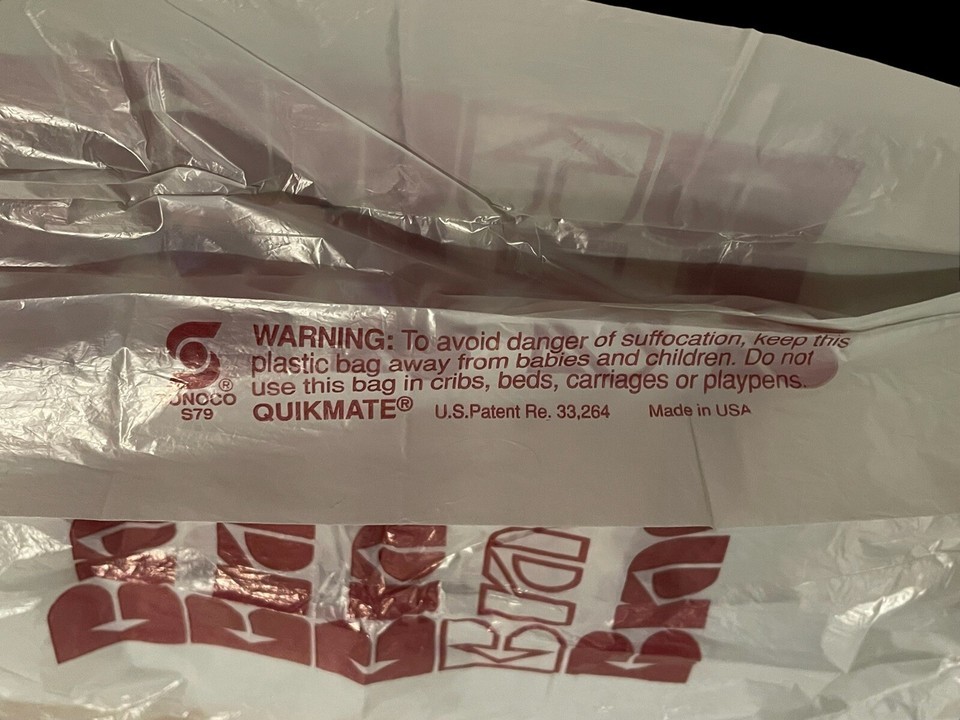 WARNING: To avoid danger of suffocation, keep this
plastic bag away from babies and children. Do not
use this bag in cribs, beds, carriages or playpens.
QUIKMATE® U.S.Patent Re. 33,264 Made in USA
®
SONOCO
S79